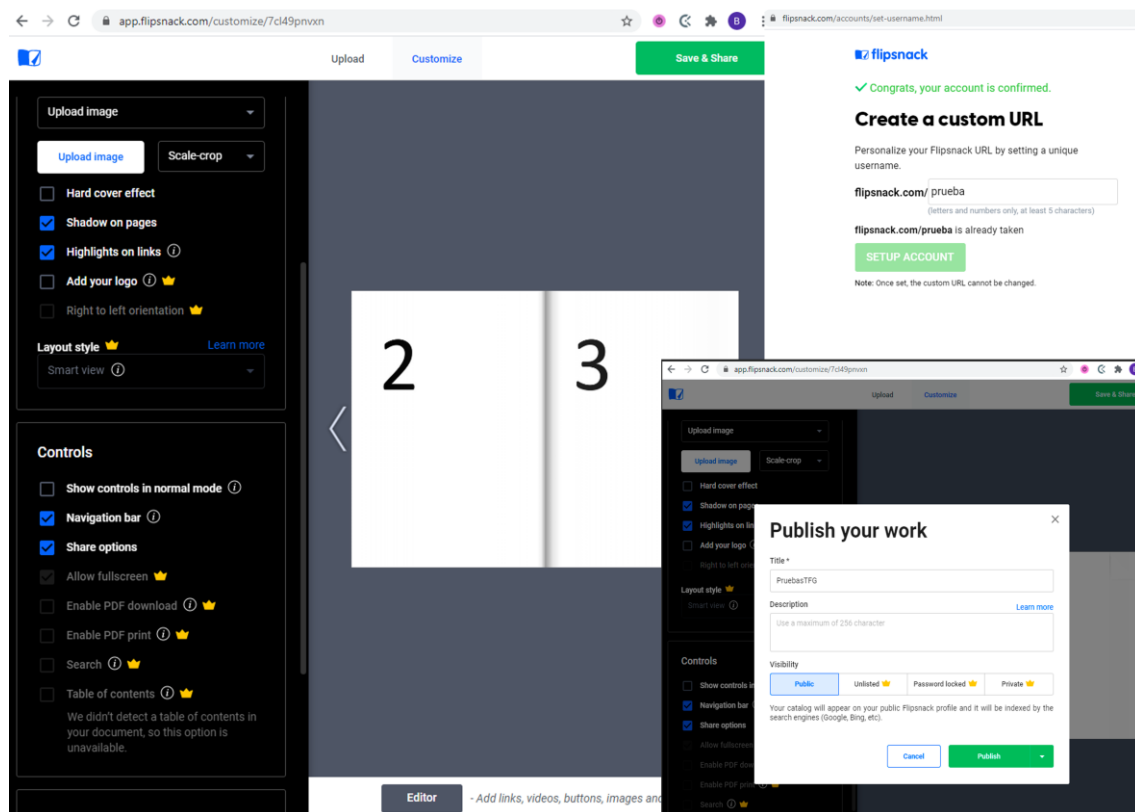 app.flipsnack.com/customize/7cl49pnvxn
B
Upload
Customize
Save & Share
Upload image
Upload image
Scale-crop
Hard cover effect
Shadow on pages
Highlights on links
Add your logo
Right to left orientation
Layout style
Learn more
Smart view
Controls
Show controls in normal mode
Navigation bar
Share options
Allow fullscreen
Enable PDF download
Enable PDF print
Search
Table of contents
We didn't detect a table of contents in
your document, so this option is
unavailable.
2
3
Editor
- Add links, videos, buttons, images and
flipsnack.com/accounts/set-username.html
flipsnack
Congrats, your account is confirmed.
Create a custom URL
Personalize your Flipsnack URL by setting a unique
username.
flipsnack.com/ prueba
(letters and numbers only, at least 5 characters)
flipsnack.com/prueba is already taken
SETUP ACCOUNT
Note: Once set, the custom URL cannot be changed.
app.flipsnack.com/customize/7cl49pnvxn
Upload
Customize
Save & Share
Upload image
Upload image
Scale-crop
Hard cover effect
Shadow on pages
Highlights on lin
Add your logo
Right to left orie
Layout style
Smart view
Controls
Show controls in
Navigation bar
Share options
Allow fullscreen
Enable PDF dow
Enable PDF print
Search
Publish your work
Title *
PruebasTFG
Description
Learn more
Use a maximum of 256 character
Visibility
Public
Unlisted
Password locked
Private
Your catalog will appear on your public Flipsnack profile and it will be indexed by the
search engines (Google, Bing, etc).
Cancel
Publish